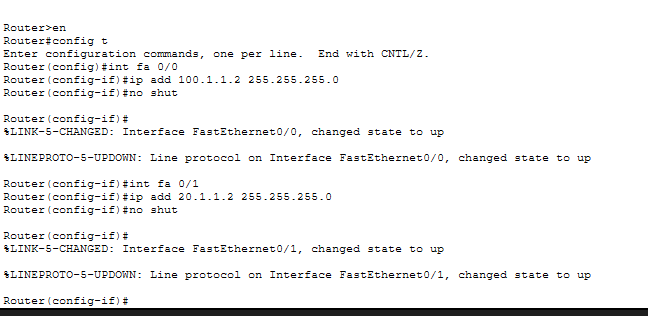 Router>en
Router#config t
Enter configuration commands, one per line.  End with CNTL/Z.
Router(config)#int fa 0/0
Router(config-if)#ip add 100.1.1.2 255.255.255.0
Router(config-if)#no shut
Router(config-if)#
%LINK-5-CHANGED: Interface FastEthernet0/0, changed state to up
%LINEPROTO-5-UPDOWN: Line protocol on Interface FastEthernet0/0, changed state to up
Router(config-if)#int fa 0/1
Router(config-if)#ip add 20.1.1.2 255.255.255.0
Router(config-if)#no shut
Router(config-if)#
%LINK-5-CHANGED: Interface FastEthernet0/1, changed state to up
%LINEPROTO-5-UPDOWN: Line protocol on Interface FastEthernet0/1, changed state to up
Router(config-if)#